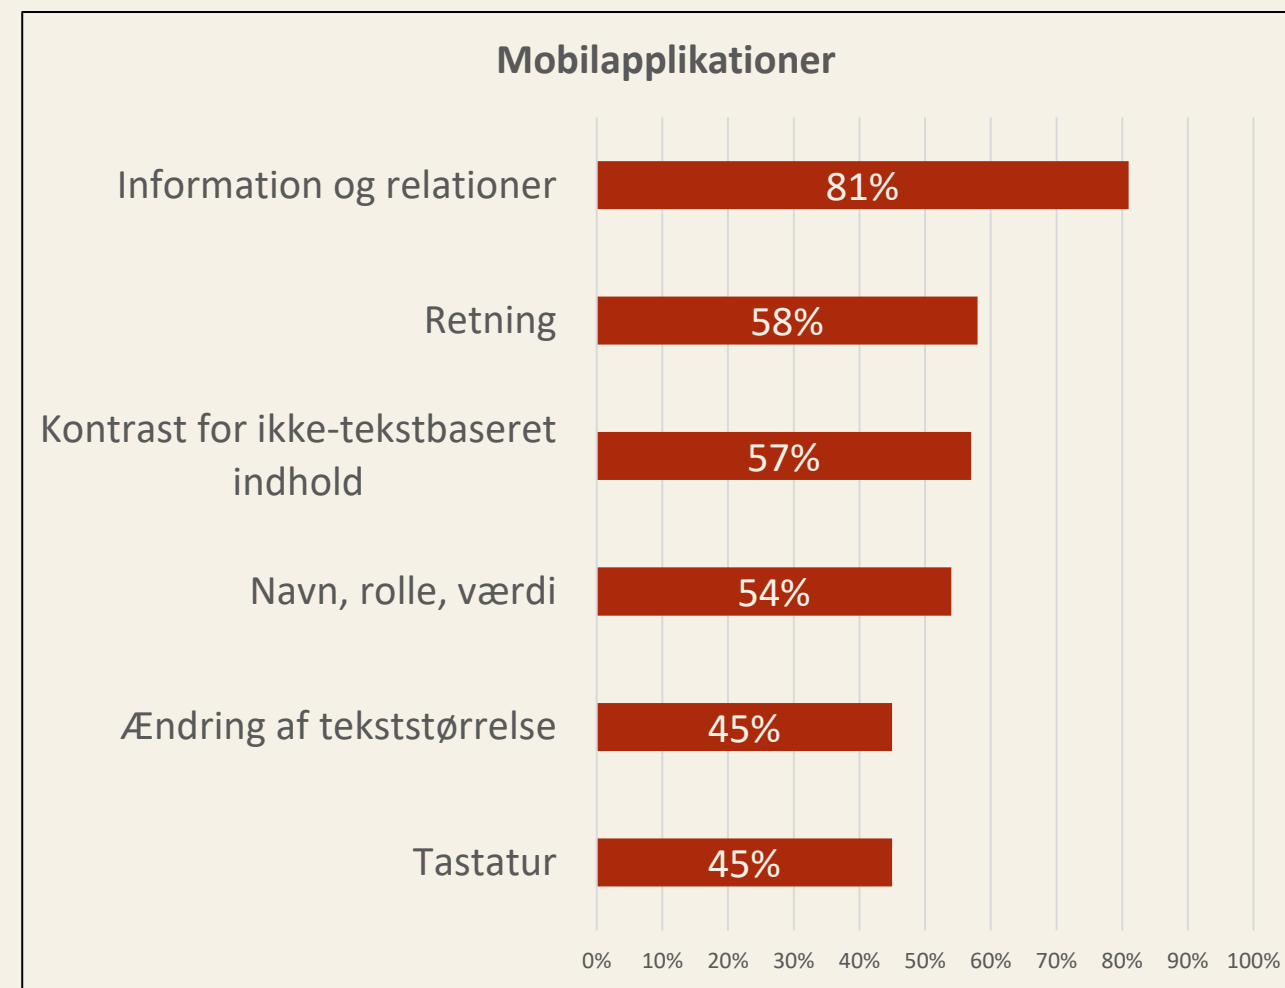 Mobilapplikationer
Information og relationer
81%
Retning
58%
Kontrast for ikke-tekstbaseret
indhold
57%
Navn, rolle, værdi
54%
Ændring af tekststørrelse
45%
Tastatur
45%
0% 10% 20% 30% 40% 50% 60% 70% 80% 90% 100%